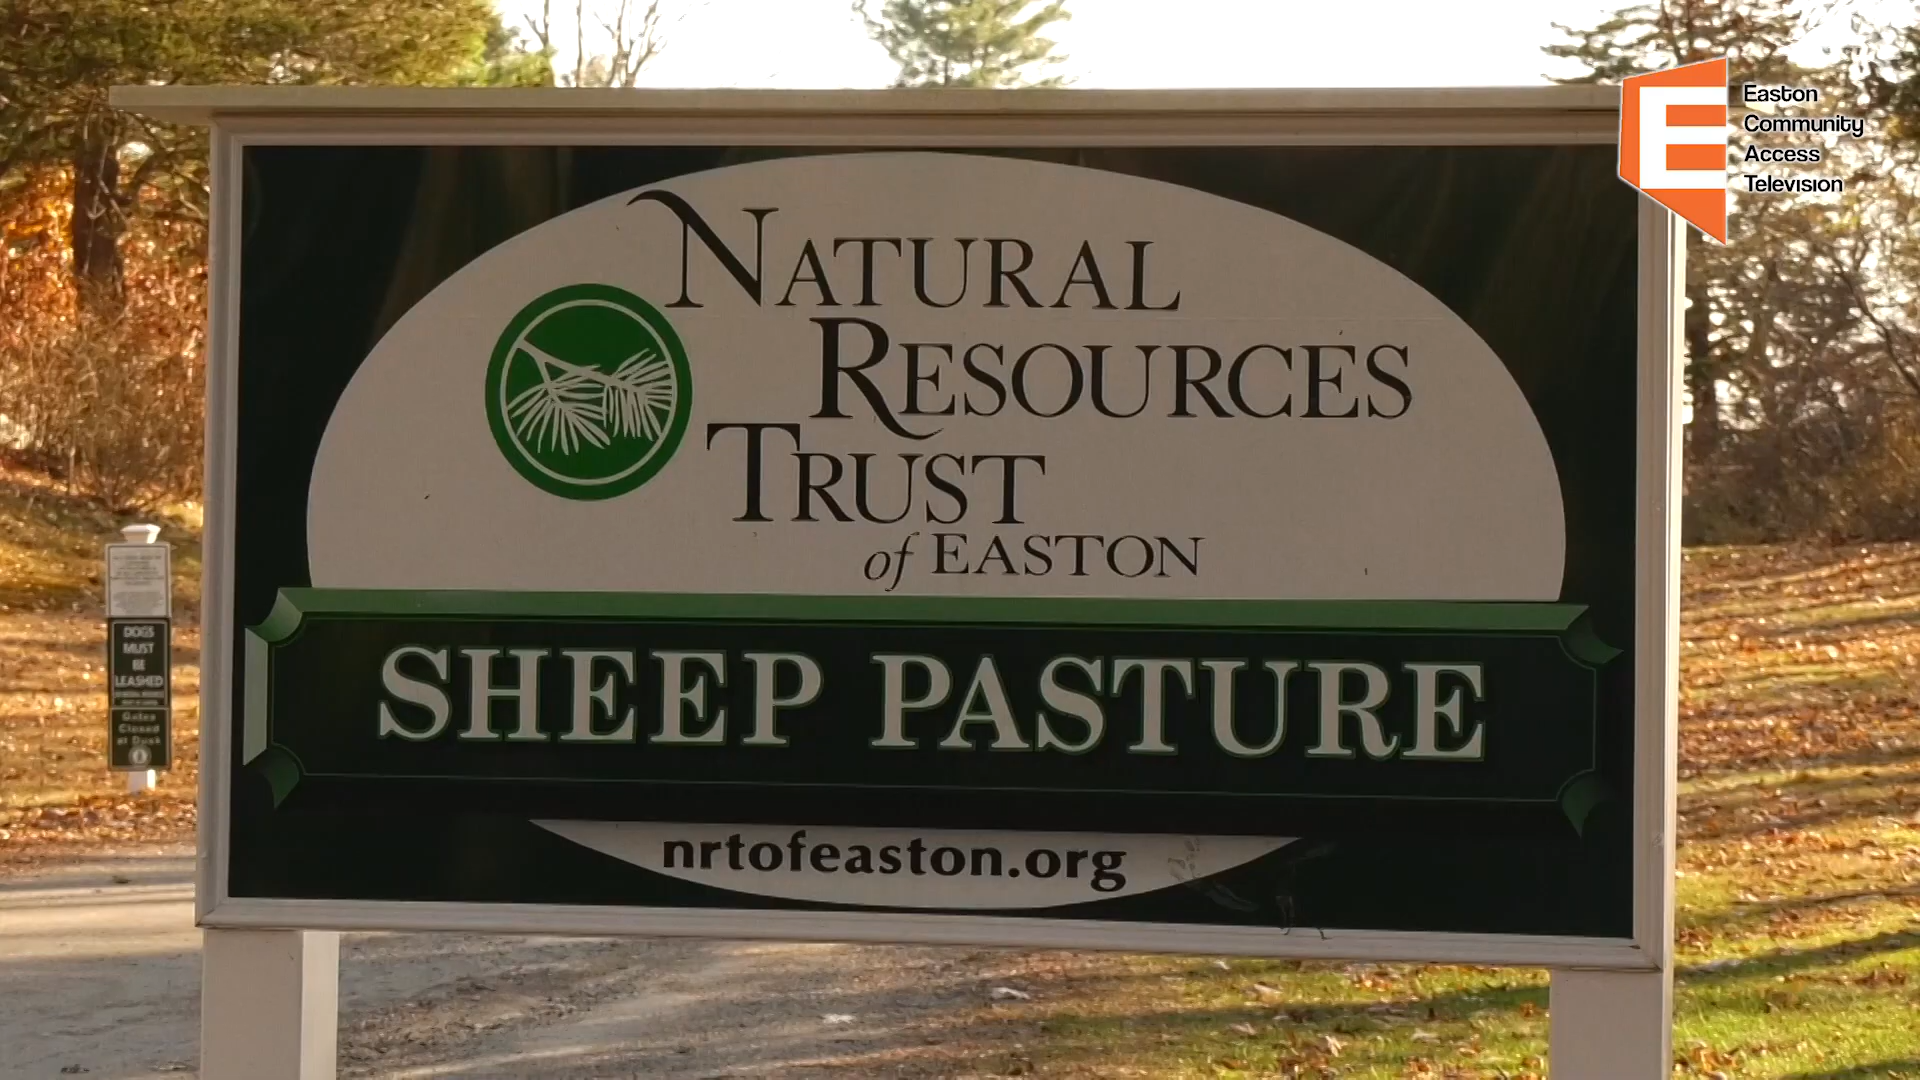 Easton
Community
Access
Television
NATURAL
RESOURCES
TRUST
of EASTON
SHEEP PASTURE
nrtofeaston.org
DOGS
MUST
BE
LEASHED
Gates
Closed
at Dusk